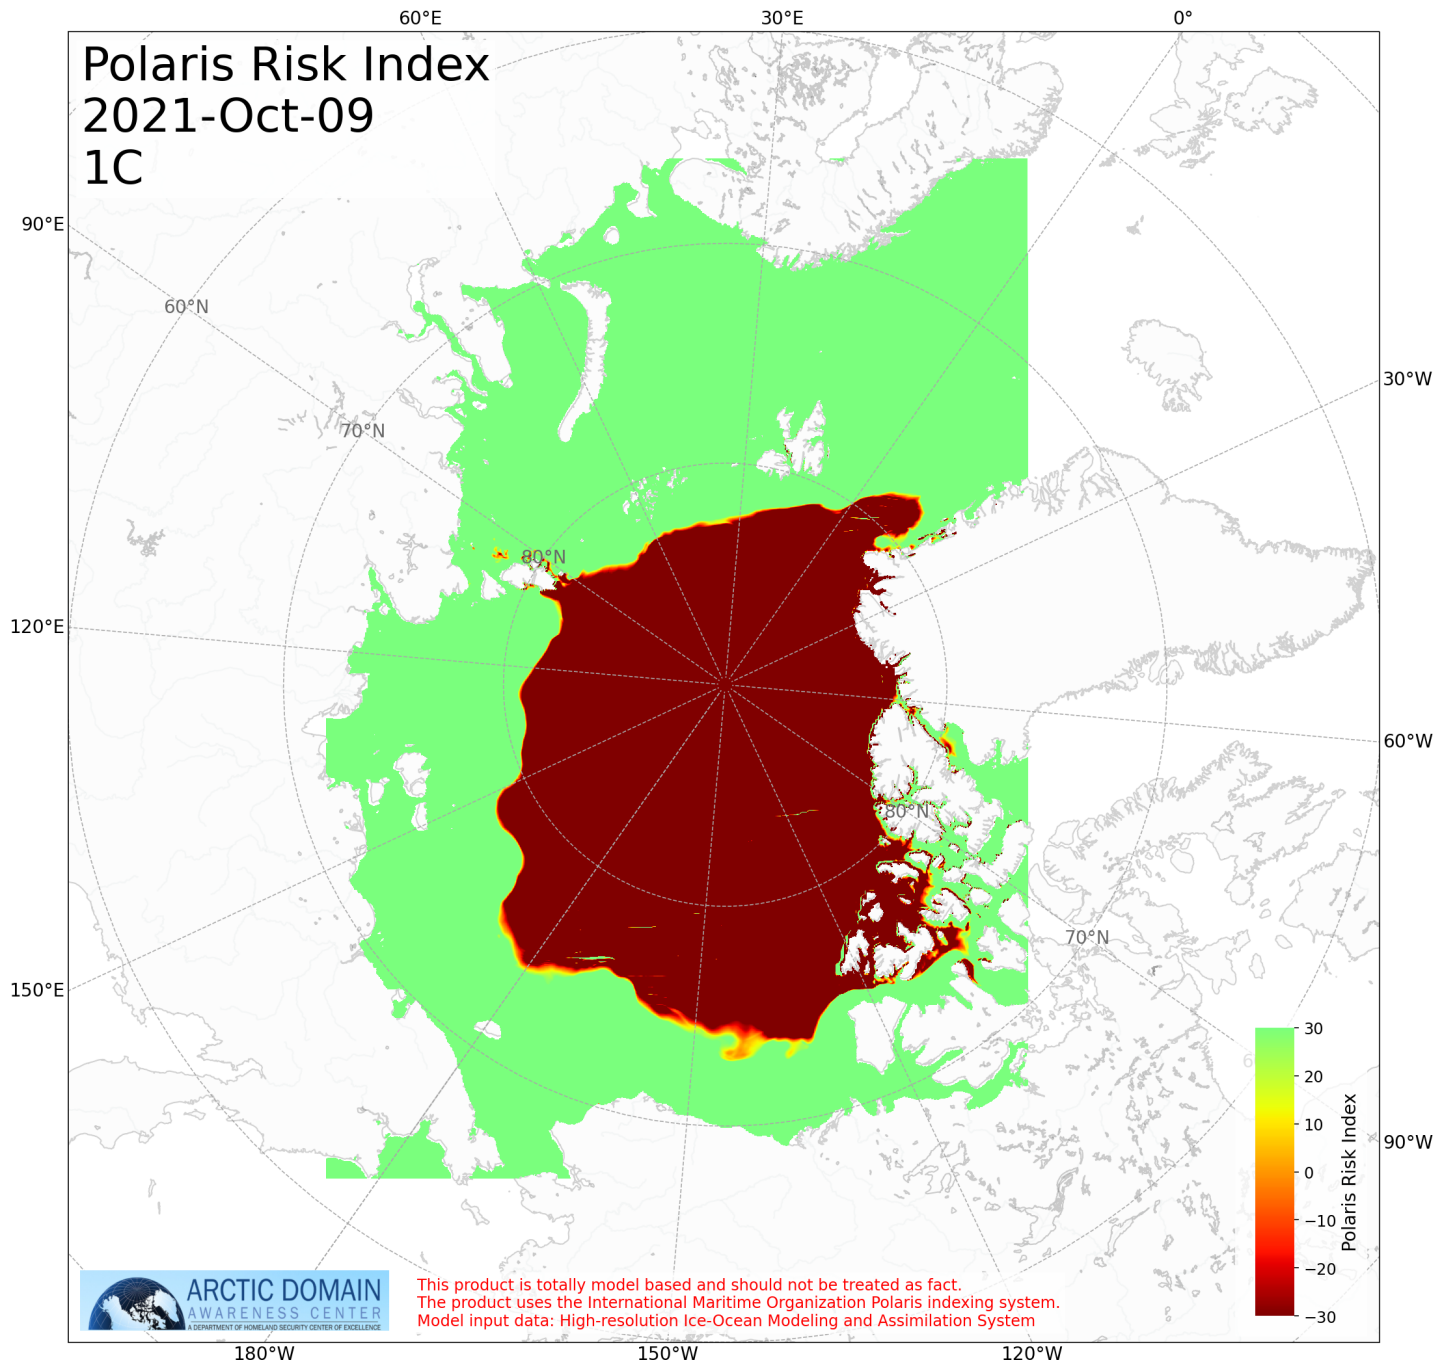 60°E
30°E
0°
Polaris Risk Index
2021-Oct-09
1C
90°E
60°N
30°W
70°N
80°N
120°E
60°W
80°N
70°N
150°E
30
20
10
0
−10
−20
−30
Polaris Risk Index
90°W
ARCTIC DOMAIN
AWARENESS CENTER
A DEPARTMENT OF HOMELAND SECURITY CENTER OF EXCELLENCE
This product is totally model based and should not be treated as fact.
The product uses the International Maritime Organization Polaris indexing system.
Model input data: High-resolution Ice-Ocean Modeling and Assimilation System
180°W
150°W
120°W